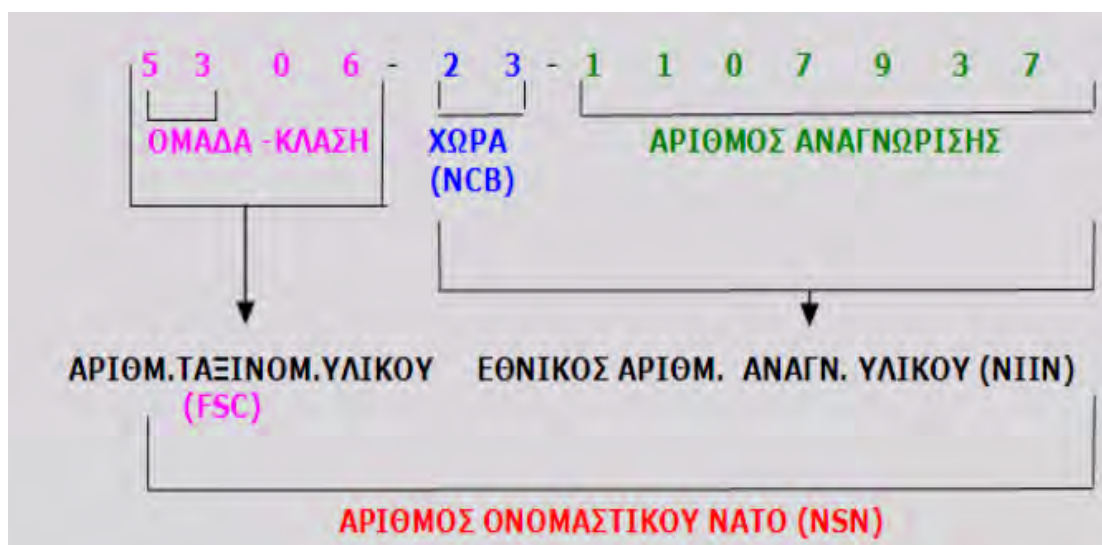 5 3 0 6 - 2 3 - 1 1 0 7 9 3 7
ΟΜΑΔΑ - ΚΛΑΣΗ ΧΩΡΑ ΑΡΙΘΜΟΣ ΑΝΑΓΝΩΡΙΣΗΣ
(NCB)
ΑΡΙΘΜ.ΤΑΞΙΝΟΜ.ΥΛΙΚΟΥ ΕΘΝΙΚΟΣ ΑΡΙΘΜ. ΑΝΑΓΝ. ΥΛΙΚΟΥ (NIIN)
(FSC)
ΑΡΙΘΜΟΣ ΟΝΟΜΑΣΤΙΚΟΥ ΝΑΤΟ (NSN)